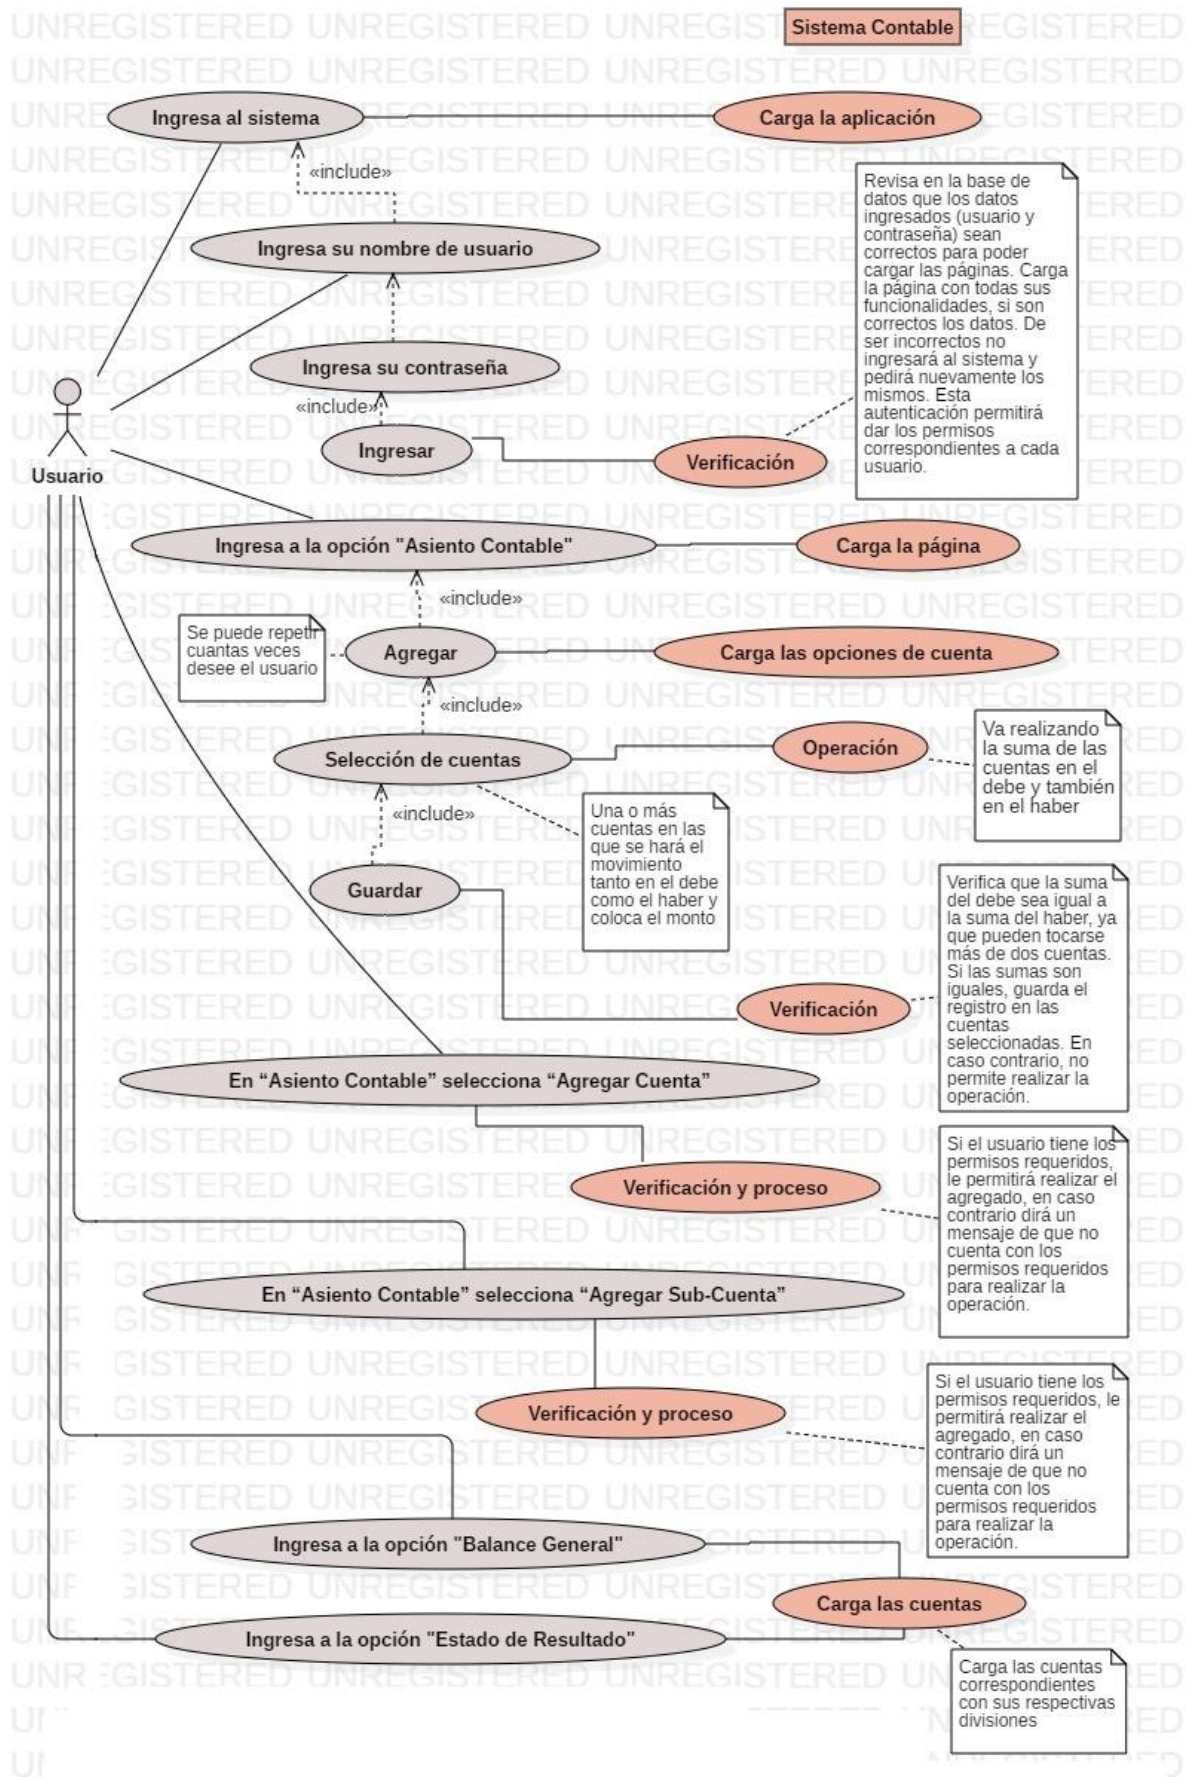 Sistema Contable
Ingresa al sistema
Carga la aplicación
«include»
Revisa en la base de
datos que los datos
ingresados (usuario y
contraseña) sean
correctos para poder
cargar las páginas. Carga
la página con todas sus
funcionalidades, si son
correctos los datos. De
ser incorrectos no
ingresará al sistema y
pedirá nuevamente los
mismos. Esta
autenticación permitirá
dar los permisos
correspondientes a cada
usuario.
Ingresa su nombre de usuario
Ingresa su contraseña
«include»
Ingresar
Verificación
Usuario
Ingresa a la opción "Asiento Contable"
Carga la página
«include»
Se puede repetir
cuantas veces
desee el usuario
Agregar
Carga las opciones de cuenta
«include»
Selección de cuentas
Operación
Va realizando
la suma de las
cuentas en el
debe y también
en el haber
«include»
Una o más
cuentas en las
que se hará el
movimiento
tanto en el debe
como el haber y
coloca el monto
Guardar
Verificación
Verifica que la suma
del debe sea igual a
la suma del haber, ya
que pueden tocarse
más de dos cuentas.
Si las sumas son
iguales, guarda el
registro en las
cuentas
seleccionadas. En
caso contrario, no
permite realizar la
operación.
En “Asiento Contable” selecciona “Agregar Cuenta”
Verificación y proceso
Si el usuario tiene los
permisos requeridos,
le permitirá realizar el
agregado, en caso
contrario dirá un
mensaje de que no
cuenta con los
permisos requeridos
para realizar la
operación.
En “Asiento Contable” selecciona “Agregar Sub-Cuenta”
Verificación y proceso
Si el usuario tiene los
permisos requeridos, le
permitirá realizar el
agregado, en caso
contrario dirá un
mensaje de que no
cuenta con los
permisos requeridos
para realizar la
operación.
Ingresa a la opción "Balance General"
Carga las cuentas
Ingresa a la opción "Estado de Resultado"
Carga las cuentas
correspondientes
con sus respectivas
divisiones
UNREGISTERED UNREGISTERED UNREGISTERED UNREGISTERED